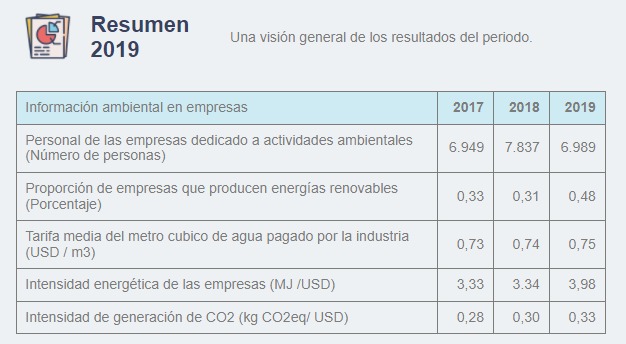 Resumen
2019
Una visión general de los resultados del periodo.
Información ambiental en empresas 2017 2018 2019
Personal de las empresas dedicado a actividades ambientales
(Número de personas) 6.949 7.837 6.989
Proporción de empresas que producen energías renovables
(Porcentaje) 0,33 0,31 0,48
Tarifa media del metro cubico de agua pagado por la industria
(USD / m3) 0,73 0,74 0,75
Intensidad energética de las empresas (MJ /USD) 3,33 3.34 3,98
Intensidad de generación de CO2 (kg CO2eq/ USD) 0,28 0,30 0,33